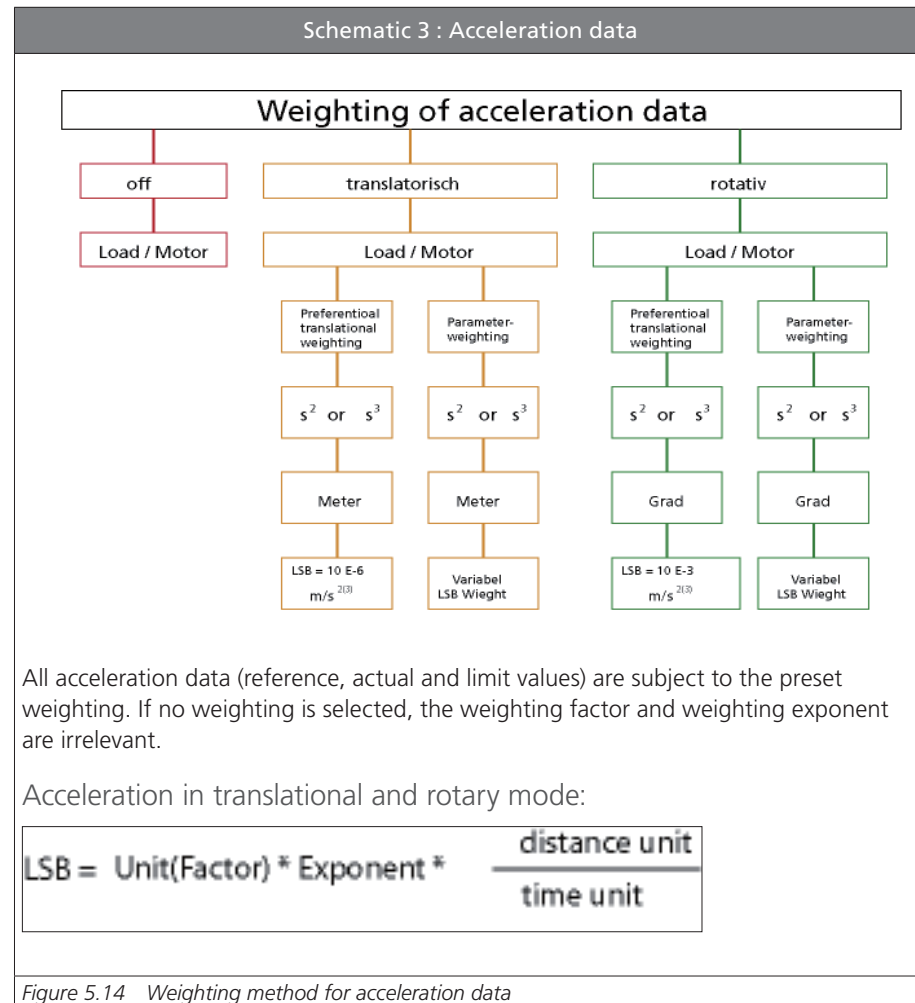 Schematic 3 : Acceleration data
Weighting of acceleration data
off
translatorisch
rotativ
Load / Motor
Load / Motor
Load / Motor
Preferentioal
translational
weighting
Parameter-
weighting
Preferentioal
translational
weighting
Parameter-
weighting
s² or s³
s² or s³
s² or s³
s² or s³
Meter
Meter
Grad
Grad
LSB = 10 E-6
m/s ²⁽³⁾
Variabel
LSB Wieght
LSB = 10 E-3
m/s ²⁽³⁾
Variabel
LSB Wieght
All acceleration data (reference, actual and limit values) are subject to the preset
weighting. If no weighting is selected, the weighting factor and weighting exponent
are irrelevant.
Acceleration in translational and rotary mode:
LSB = Unit(Factor) * Exponent * distance unit
time unit
Figure 5.14 Weighting method for acceleration data